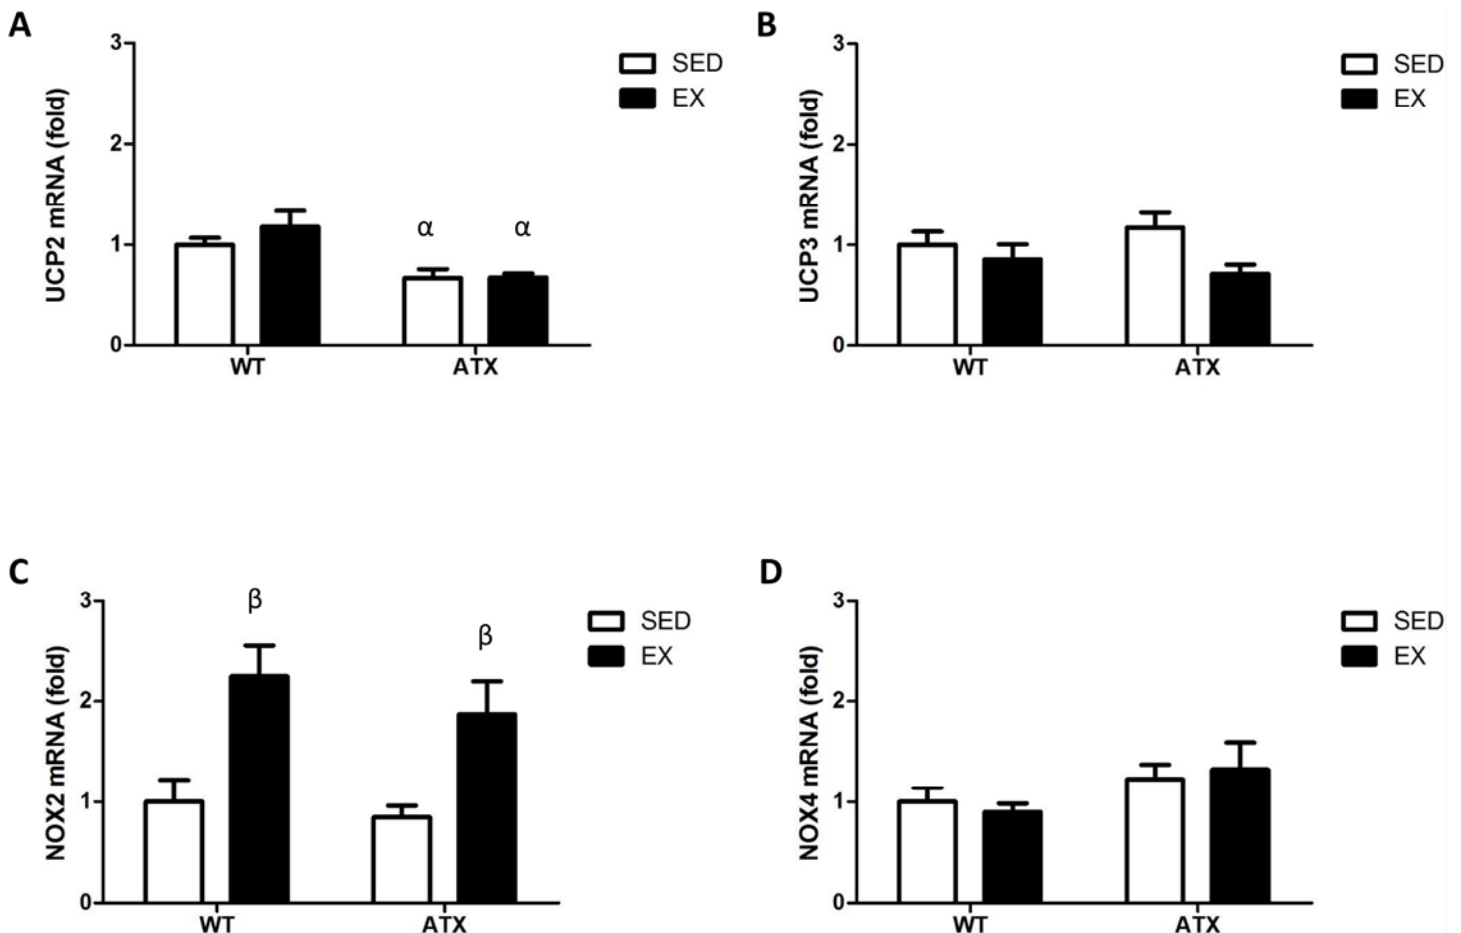 A
UCP2 mRNA (fold)
3
2
1
0
α
α
WT
ATX
SED
EX
B
UCP3 mRNA (fold)
3
2
1
0
WT
ATX
SED
EX
C
NOX2 mRNA (fold)
3
2
1
0
β
β
WT
ATX
SED
EX
D
NOX4 mRNA (fold)
3
2
1
0
WT
ATX
SED
EX